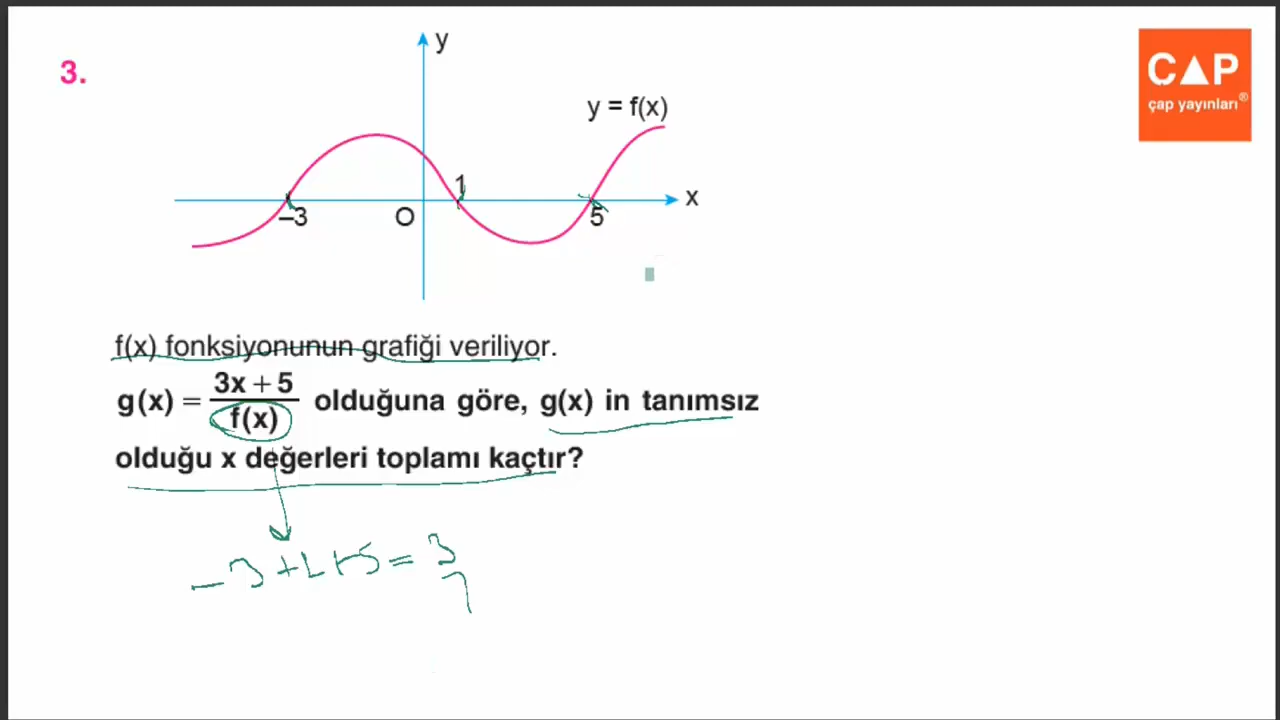 3.
y
y = f(x)
1
x
–3
O
5
CAP
çap yayınları®
f(x) fonksiyonunun grafiği veriliyor.
3x + 5
g(x) = olduğuna göre, g(x) in tanımsız
f(x)
olduğu x değerleri toplamı kaçtır?
-3+1+5=3